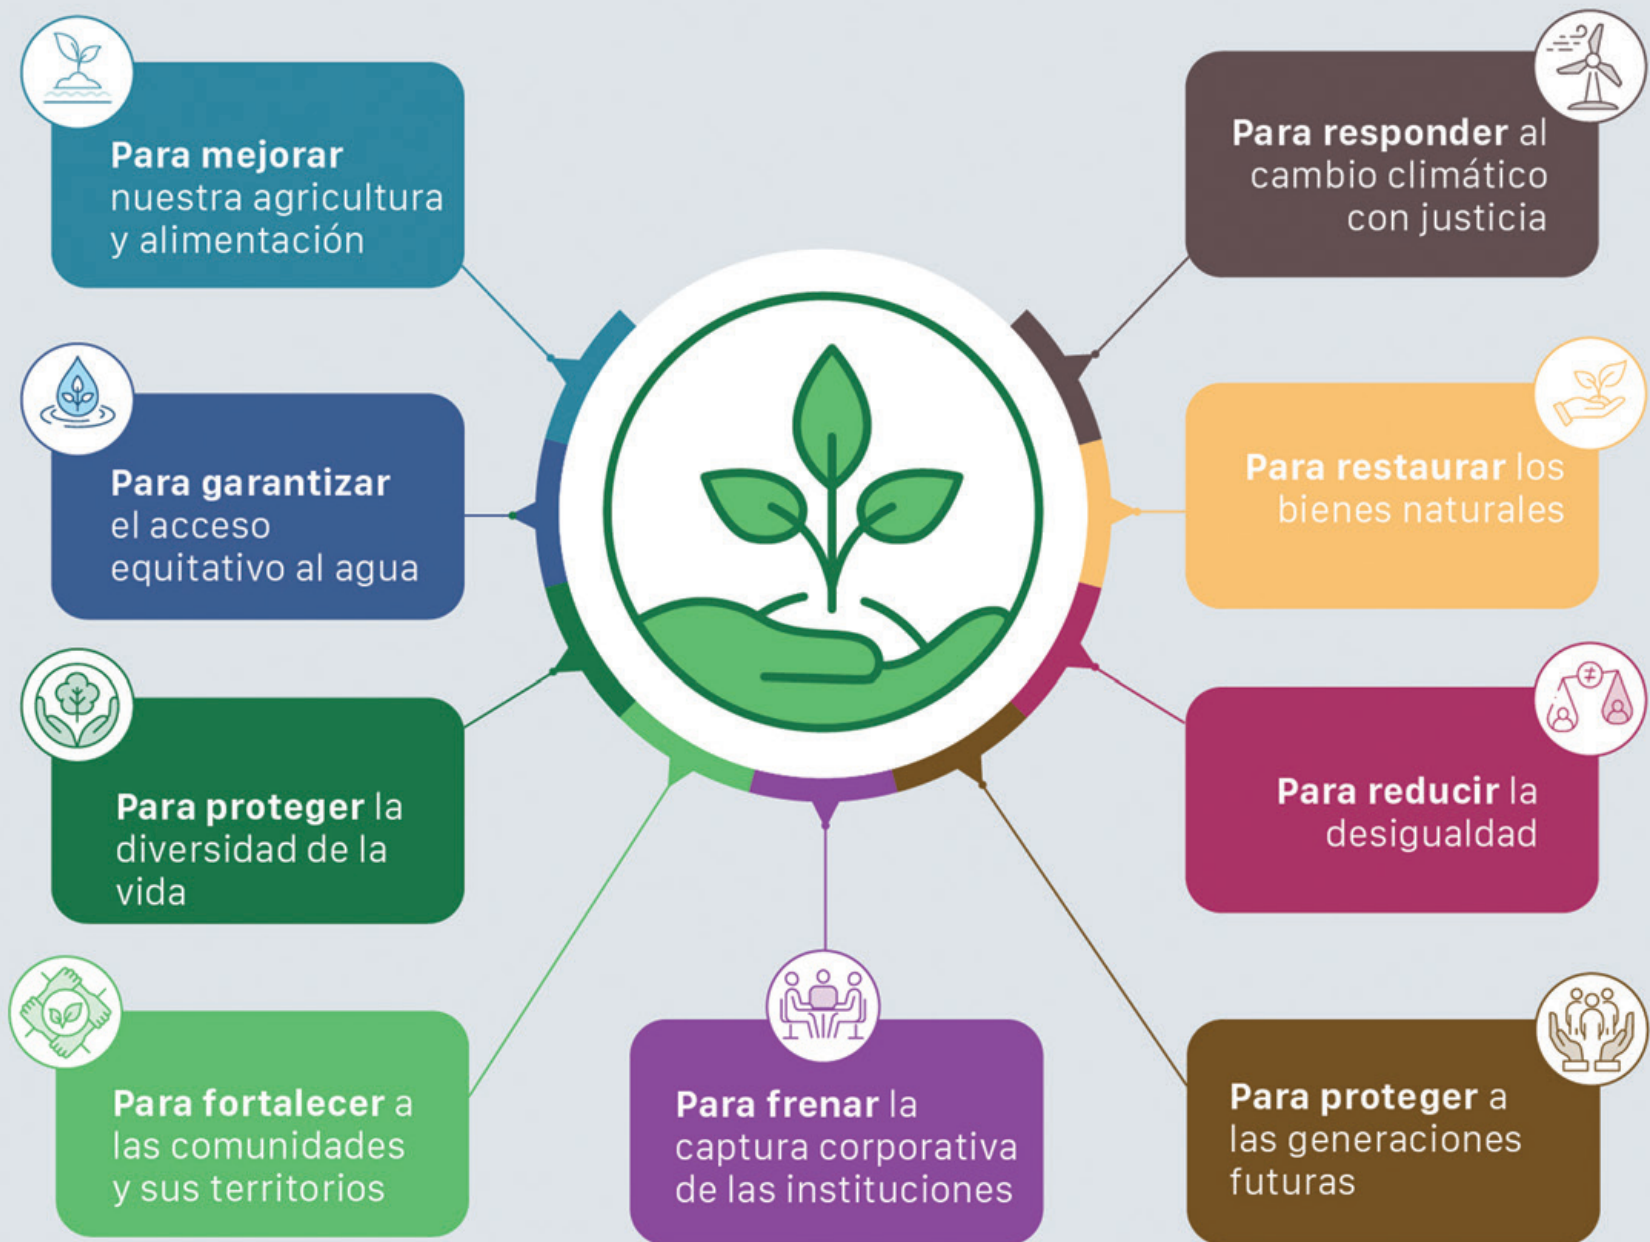 Para mejorar
nuestra agricultura
y alimentación
Para garantizar
el acceso
equitativo al agua
Para proteger la
diversidad de la
vida
Para fortalecer a
las comunidades
y sus territorios
Para frenar la
captura corporativa
de las instituciones
Para proteger a
las generaciones
futuras
Para reducir la
desigualdad
Para restaurar los
bienes naturales
Para responder al
cambio climático
con justicia